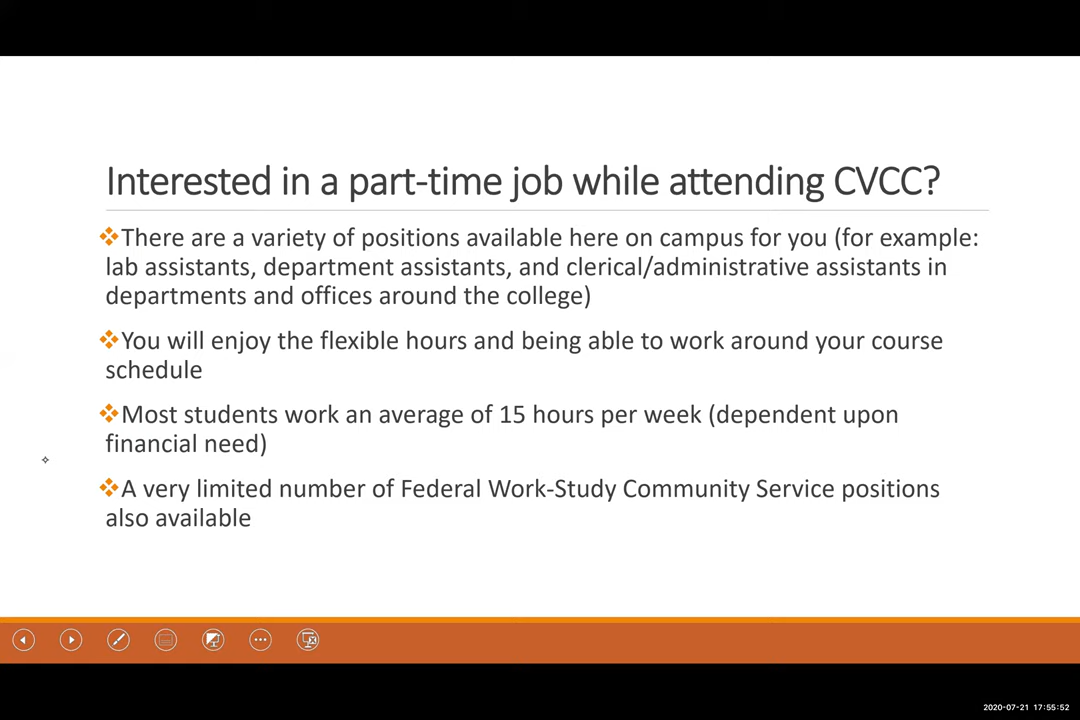 Interested in a part-time job while attending CVCC?
There are a variety of positions available here on campus for you (for example:
lab assistants, department assistants, and clerical/administrative assistants in
departments and offices around the college)
You will enjoy the flexible hours and being able to work around your course
schedule
Most students work an average of 15 hours per week (dependent upon
financial need)
A very limited number of Federal Work-Study Community Service positions
also available
2020-07-21 17:55:52